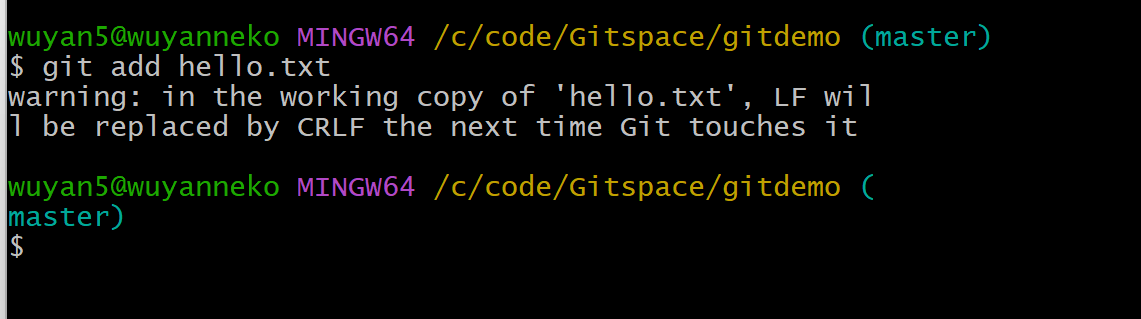 wuyan5@wuyanneko MINGW64 /c/code/Gitspace/gitdemo (master)
$ git add hello.txt
warning: in the working copy of 'hello.txt', LF wil
l be replaced by CRLF the next time Git touches it
wuyan5@wuyanneko MINGW64 /c/code/Gitspace/gitdemo (
master)
$